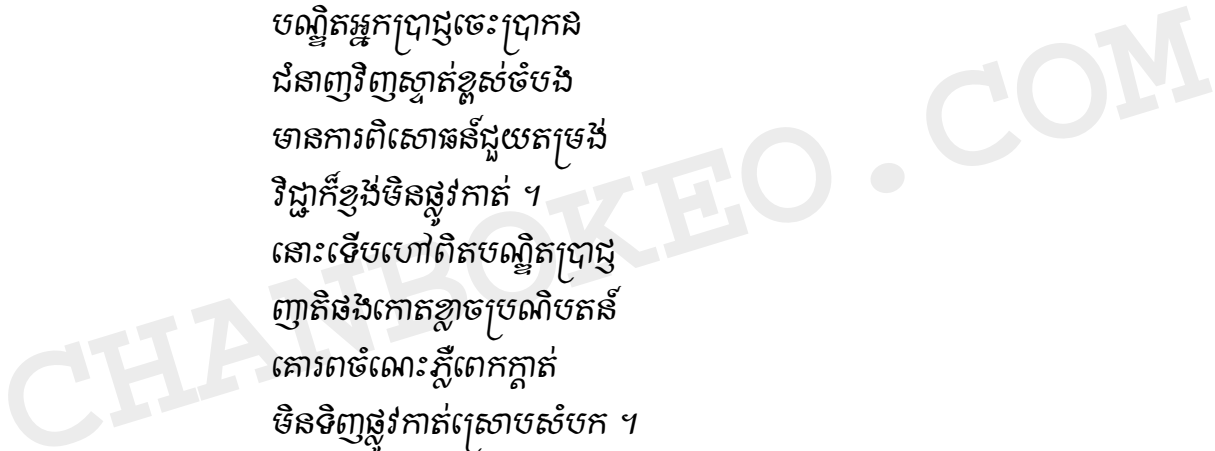 បណ្ឌិតអ្នកប្រាជ្ញចេះប្រាកដ
ជំនាញវិញស្ទាត់ខ្ពស់ចំបង
មានការពិសោធន៍ជួយតម្រង់
វិជ្ជាក៏ខ្ងង់មិនផ្លូវកាត់ ។
នោះទើបហៅពិតបណ្ឌិតប្រាជ្ញ
ញាតិផងកោតខ្លាចប្រណិបតន៍
គោរពចំណេះភ្លឺពេកក្តាត់
មិនទិញផ្លូវកាត់ស្រោបសំបក ។
CHANBOKEO.COM